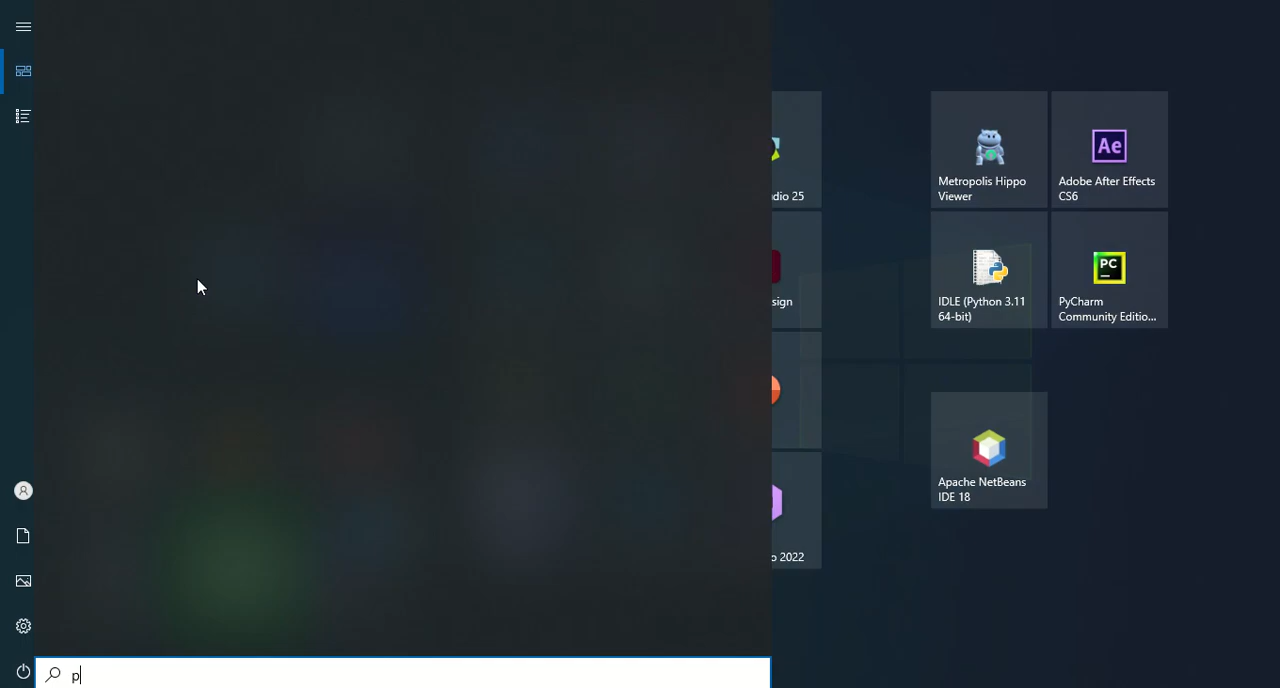 dio 25
sign
o 2022
Metropolis Hippo
Viewer
Ae
Adobe After Effects
CS6
IDLE (Python 3.11
64-bit)
PC
PyCharm
Community Editio...
Apache NetBeans
IDE 18
p